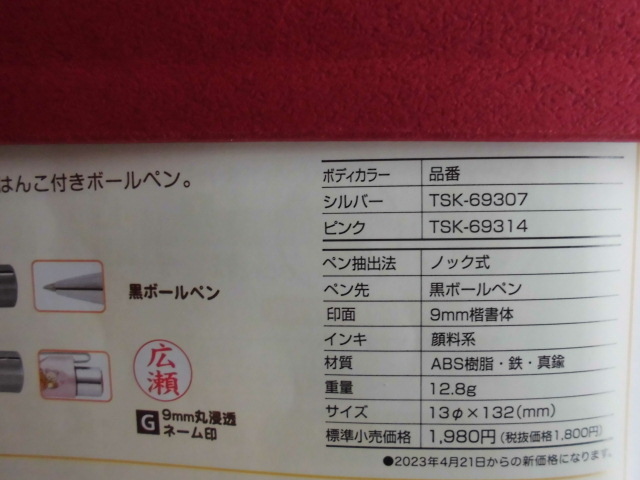 はんこ付きボールペン。
黒ボールペン
広
瀬
G 9mm丸浸透
ネーム印
ボディカラー 品番
シルバー TSK-69307
ピンク TSK-69314
ペン抽出法 ノック式
ペン先 黒ボールペン
印面 9mm楷書体
インキ 顔料系
材質 ABS樹脂・鉄・真鍮
重量 12.8g
サイズ 13φ×132(mm)
標準小売価格 1,980円(税抜価格1,800円)
●2023年4月21日からの新価格になります。